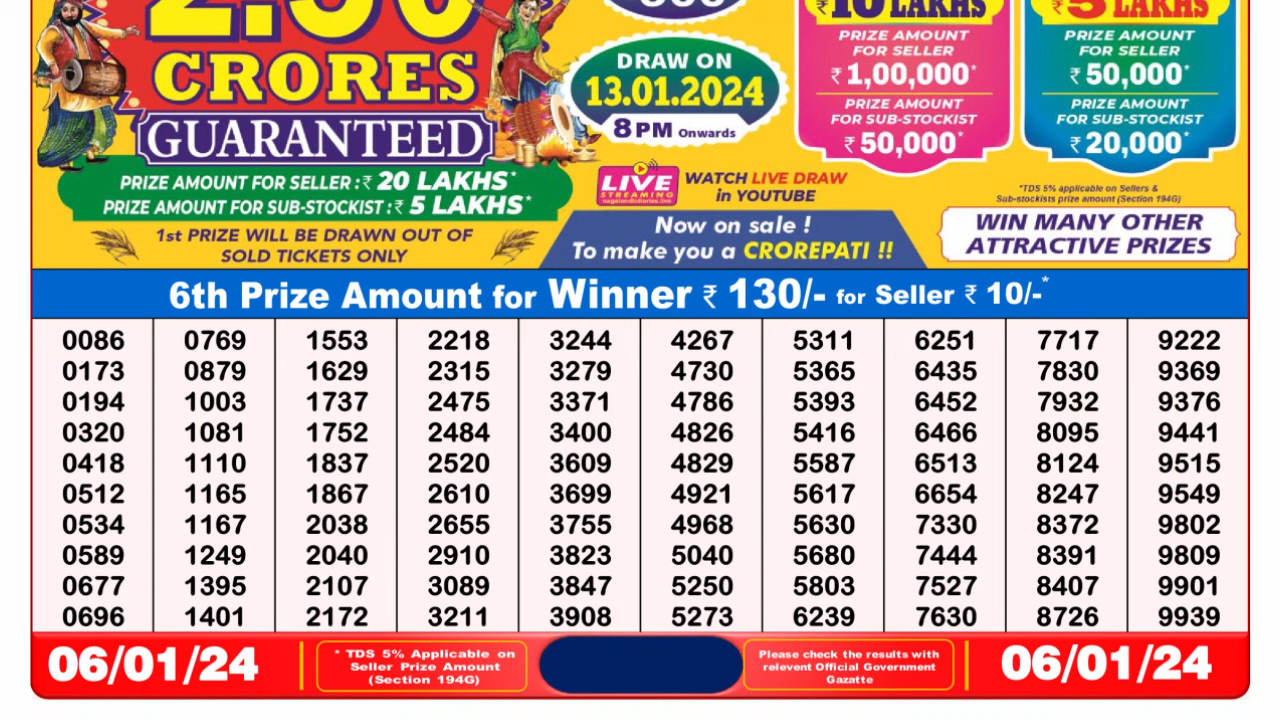 2.50
CRORES
GUARANTEED
PRIZE AMOUNT FOR SELLER :₹ 20 LAKHS*
PRIZE AMOUNT FOR SUB-STOCKIST :₹ 5 LAKHS*
1st PRIZE WILL BE DRAWN OUT OF
SOLD TICKETS ONLY
DRAW ON
13.01.2024
8PM Onwards
LIVE
STREAMING
nagalandlotteries.live
WATCH LIVE DRAW
in YOUTUBE
Now on sale !
To make you a CROREPATI !!
₹10 LAKHS
PRIZE AMOUNT
FOR SELLER
₹ 1,00,000*
PRIZE AMOUNT
FOR SUB-STOCKIST
₹ 50,000*
₹5 LAKHS
PRIZE AMOUNT
FOR SELLER
₹ 50,000*
PRIZE AMOUNT
FOR SUB-STOCKIST
₹ 20,000*
*TDS 5% applicable on Sellers &
Sub-stockists prize amount (Section 194G)
WIN MANY OTHER
ATTRACTIVE PRIZES
6th Prize Amount for Winner ₹ 130/- for Seller ₹ 10/-*
0086 0769 1553 2218 3244 4267 5311 6251 7717 9222
0173 0879 1629 2315 3279 4730 5365 6435 7830 9369
0194 1003 1737 2475 3371 4786 5393 6452 7932 9376
0320 1081 1752 2484 3400 4826 5416 6466 8095 9441
0418 1110 1837 2520 3609 4829 5587 6513 8124 9515
0512 1165 1867 2610 3699 4921 5617 6654 8247 9549
0534 1167 2038 2655 3755 4968 5630 7330 8372 9802
0589 1249 2040 2910 3823 5040 5680 7444 8391 9809
0677 1395 2107 3089 3847 5250 5803 7527 8407 9901
0696 1401 2172 3211 3908 5273 6239 7630 8726 9939
06/01/24
* TDS 5% Applicable on
Seller Prize Amount
(Section 194G)
Please check the results with
relevent Official Government
Gazatte
06/01/24